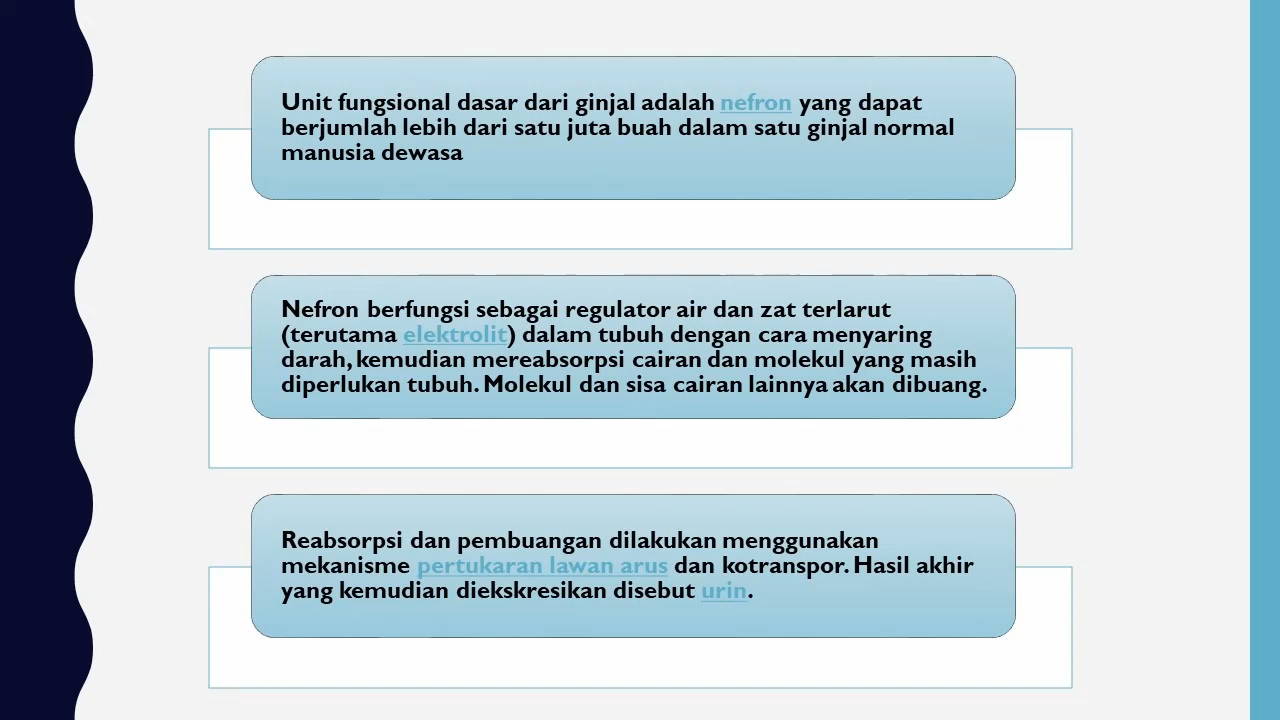 Unit fungsional dasar dari ginjal adalah nefron yang dapat
berjumlah lebih dari satu juta buah dalam satu ginjal normal
manusia dewasa
Nefron berfungsi sebagai regulator air dan zat terlarut
(terutama elektrolit) dalam tubuh dengan cara menyaring
darah, kemudian mereabsorpsi cairan dan molekul yang masih
diperlukan tubuh. Molekul dan sisa cairan lainnya akan dibuang.
Reabsorpsi dan pembuangan dilakukan menggunakan
mekanisme pertukaran lawan arus dan kotranspor. Hasil akhir
yang kemudian diekskresikan disebut urin.